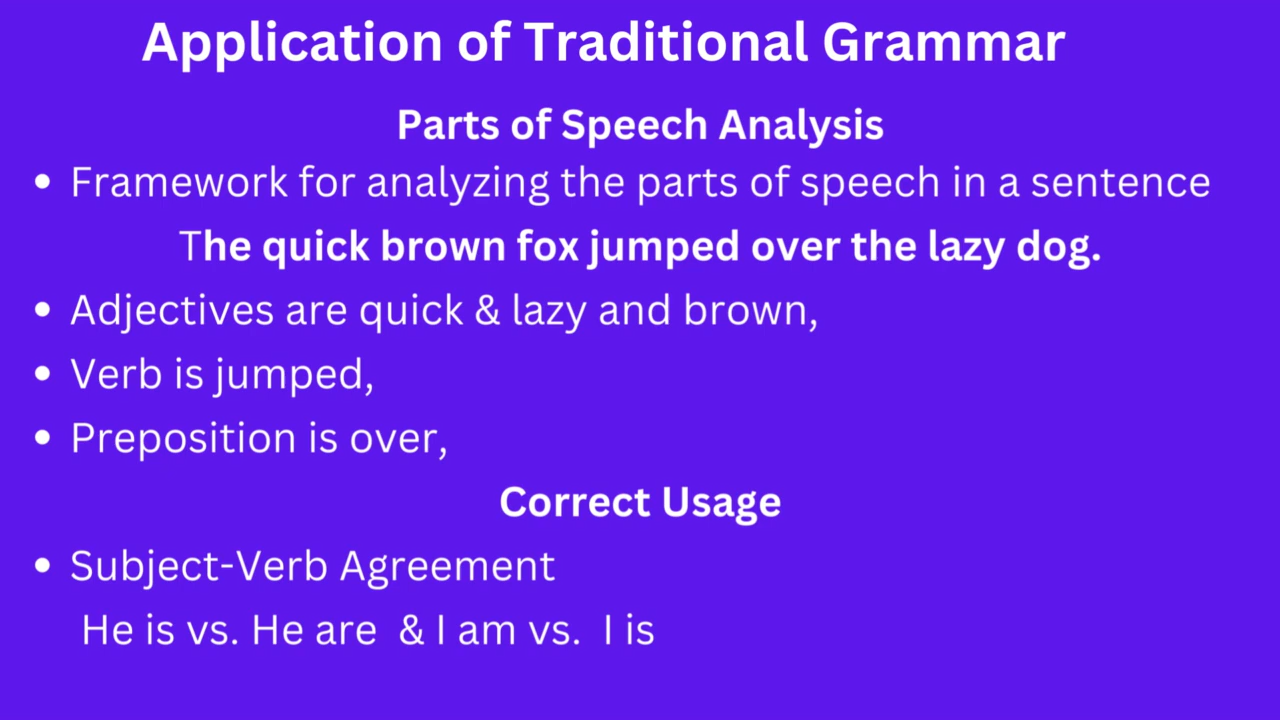 Application of Traditional Grammar
Parts of Speech Analysis
• Framework for analyzing the parts of speech in a sentence
The quick brown fox jumped over the lazy dog.
• Adjectives are quick & lazy and brown,
• Verb is jumped,
• Preposition is over,
Correct Usage
• Subject-Verb Agreement
He is vs. He are & I am vs. I is